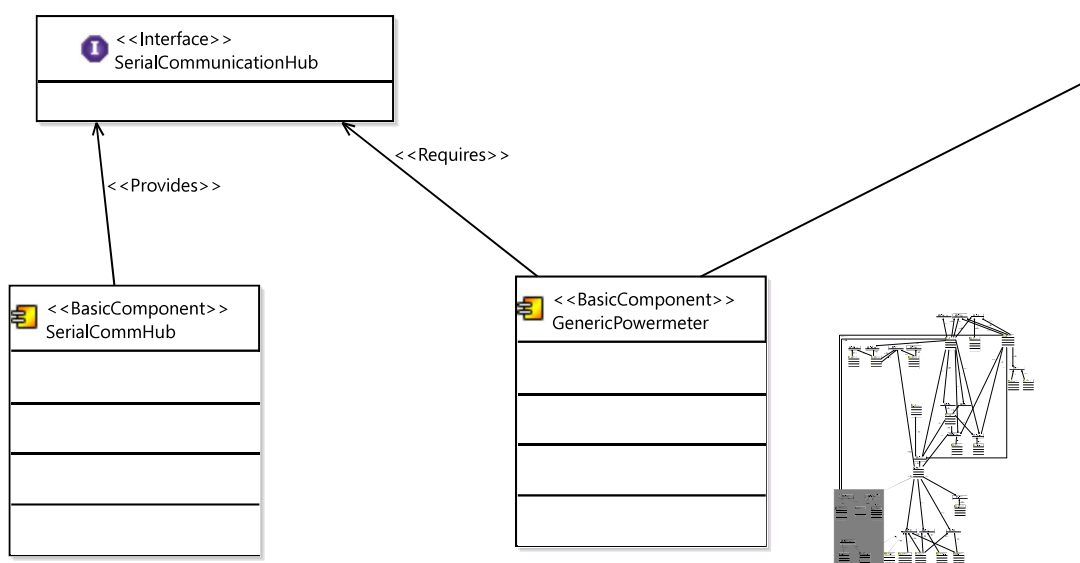 <<Interface>>
SerialCommunicationHub
<<Requires>>
<<Provides>>
<<BasicComponent>>
SerialCommHub
<<BasicComponent>>
GenericPowermeter